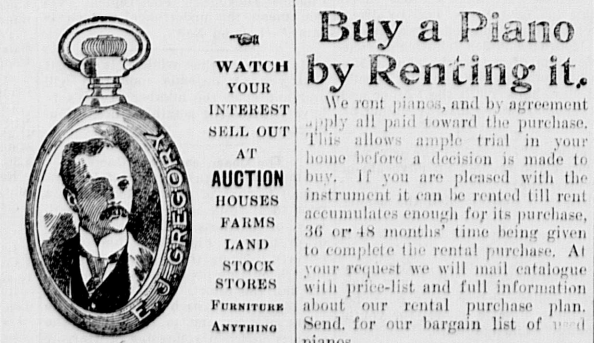 E. J. GREGORY
WATCH
YOUR
INTEREST
SELL OUT
AT
AUCTION
HOUSES
FARMS
LAND
STOCK
STORES
FURNITURE
ANYTHING
Buy a Piano
by Renting it.
We rent pianos, and by agreement
apply all paid toward the purchase.
This allows ample trial in your
home before a decision is made to
buy. If you are pleased with the
instrument it can be rented till rent
accumulates enough for its purchase,
36 or 48 months' time being given
to complete the rental purchase. At
your request we will mail catalogue
with price-list and full information
about our rental purchase plan.
Send. for our bargain list of used
pianos